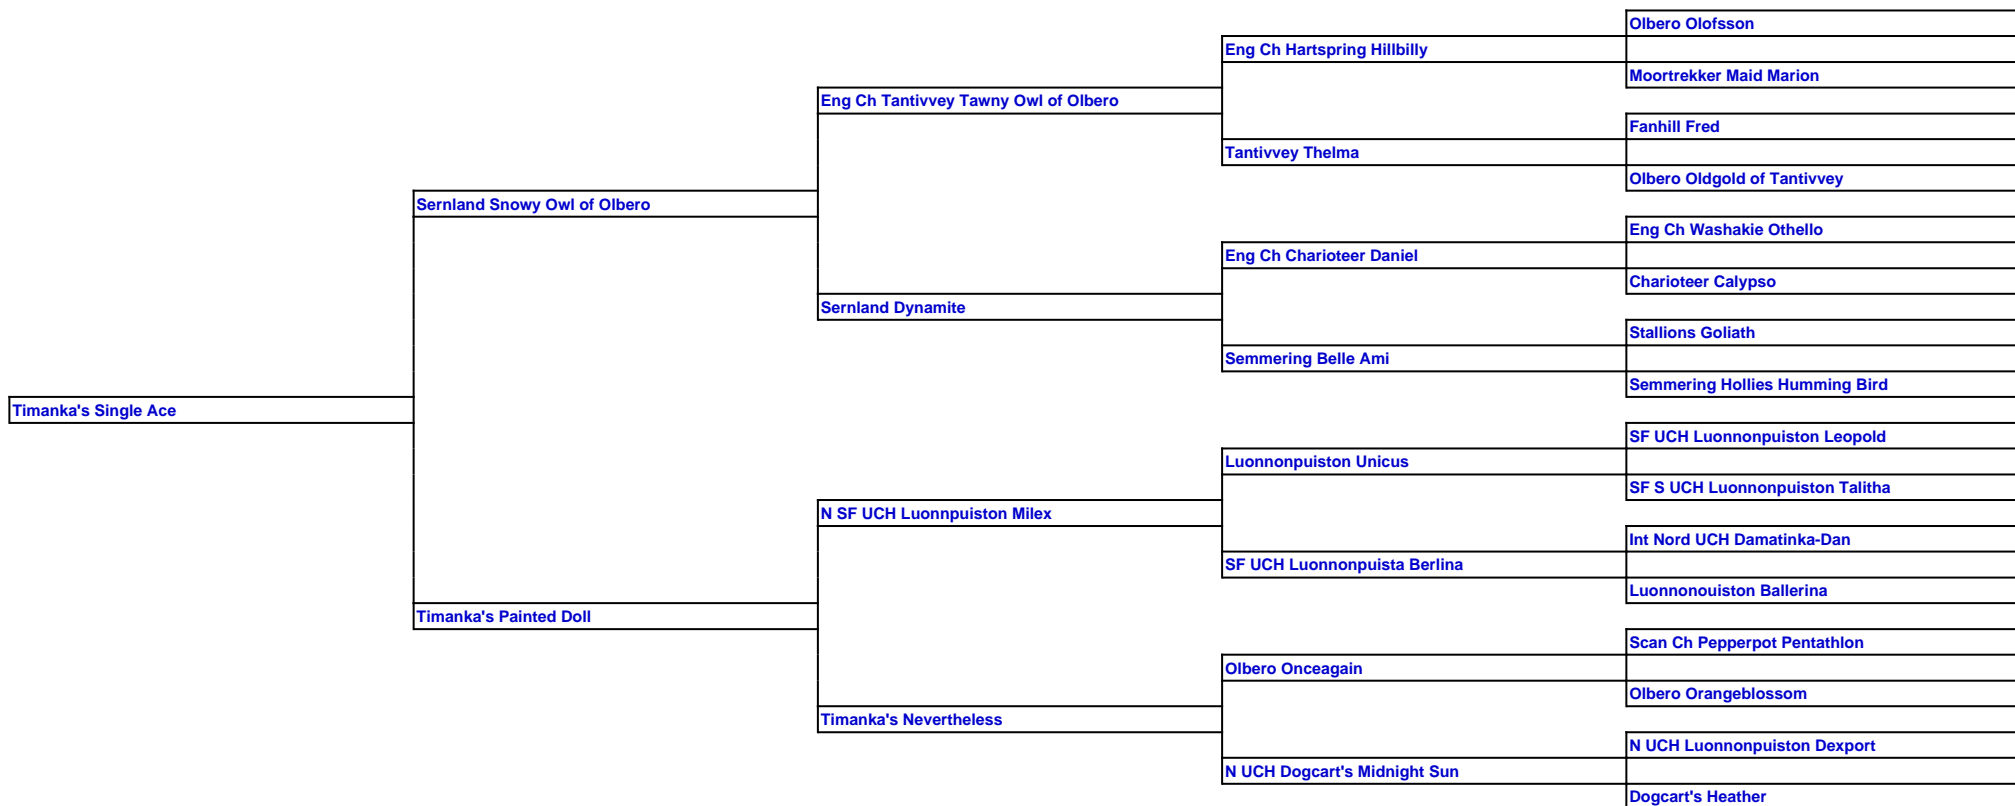 Olbero Olofsson
Eng Ch Hartspring Hillbilly
Moortrekker Maid Marion
Eng Ch Tantivvey Tawny Owl of Olbero
Fanhill Fred
Tantivvey Thelma
Olbero Oldgold of Tantivvey
Sernland Snowy Owl of Olbero
Eng Ch Washakie Othello
Eng Ch Charioteer Daniel
Charioteer Calypso
Sernland Dynamite
Stallions Goliath
Semmering Belle Ami
Semmering Hollies Humming Bird
Timanka's Single Ace
SF UCH Luonnonpuiston Leopold
Luonnonpuiston Unicus
SF S UCH Luonnonpuiston Talitha
N SF UCH Luonnpuiston Milex
Int Nord UCH Damatinka-Dan
SF UCH Luonnonpuista Berlina
Luonnonouiston Ballerina
Timanka's Painted Doll
Scan Ch Pepperpot Pentathlon
Olbero Onceagain
Olbero Orangeblossom
Timanka's Nevertheless
N UCH Luonnonpuiston Dexport
N UCH Dogcart's Midnight Sun
Dogcart's Heather